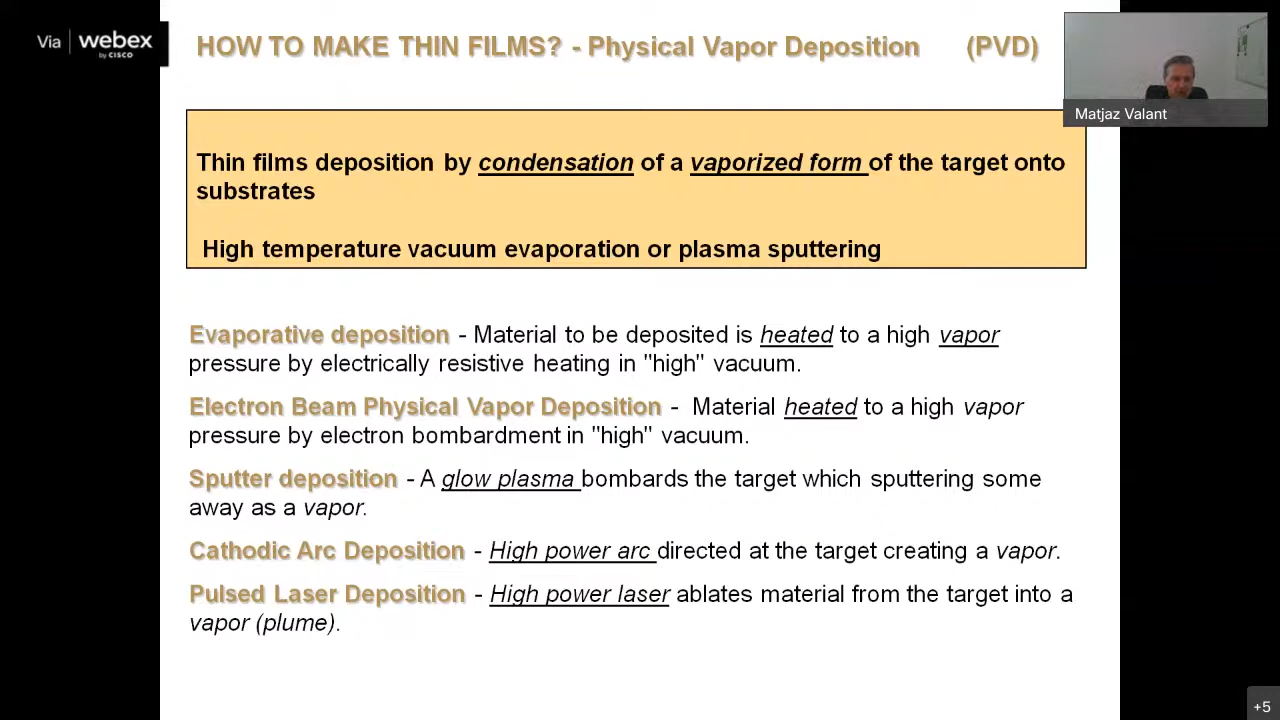 Via webex
by CISCO
HOW TO MAKE THIN FILMS? - Physical Vapor Deposition (PVD)
Matjaz Valant
Thin films deposition by condensation of a vaporized form of the target onto
substrates
High temperature vacuum evaporation or plasma sputtering
Evaporative deposition - Material to be deposited is heated to a high vapor
pressure by electrically resistive heating in "high" vacuum.
Electron Beam Physical Vapor Deposition - Material heated to a high vapor
pressure by electron bombardment in "high" vacuum.
Sputter deposition - A glow plasma bombards the target which sputtering some
away as a vapor.
Cathodic Arc Deposition - High power arc directed at the target creating a vapor.
Pulsed Laser Deposition - High power laser ablates material from the target into a
vapor (plume).
+5